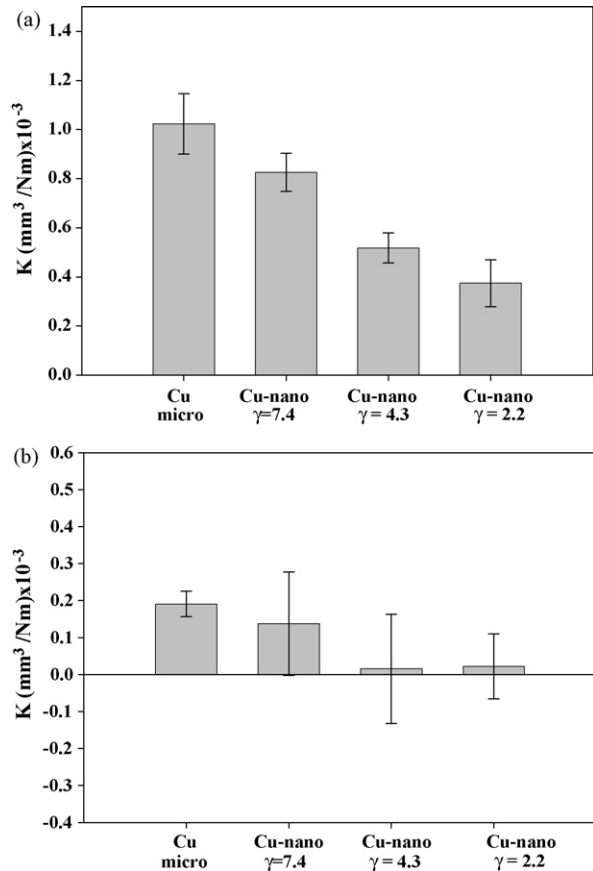 (a)
K (mm³/Nm)x10⁻³
1.4
1.2
1.0
0.8
0.6
0.4
0.2
0.0
Cu Cu-nano Cu-nano Cu-nano
micro γ=7.4 γ = 4.3 γ = 2.2
(b)
K (mm³/Nm)x10⁻³
0.6
0.5
0.4
0.3
0.2
0.1
0.0
-0.1
-0.2
-0.3
-0.4
Cu Cu-nano Cu-nano Cu-nano
micro γ=7.4 γ = 4.3 γ = 2.2